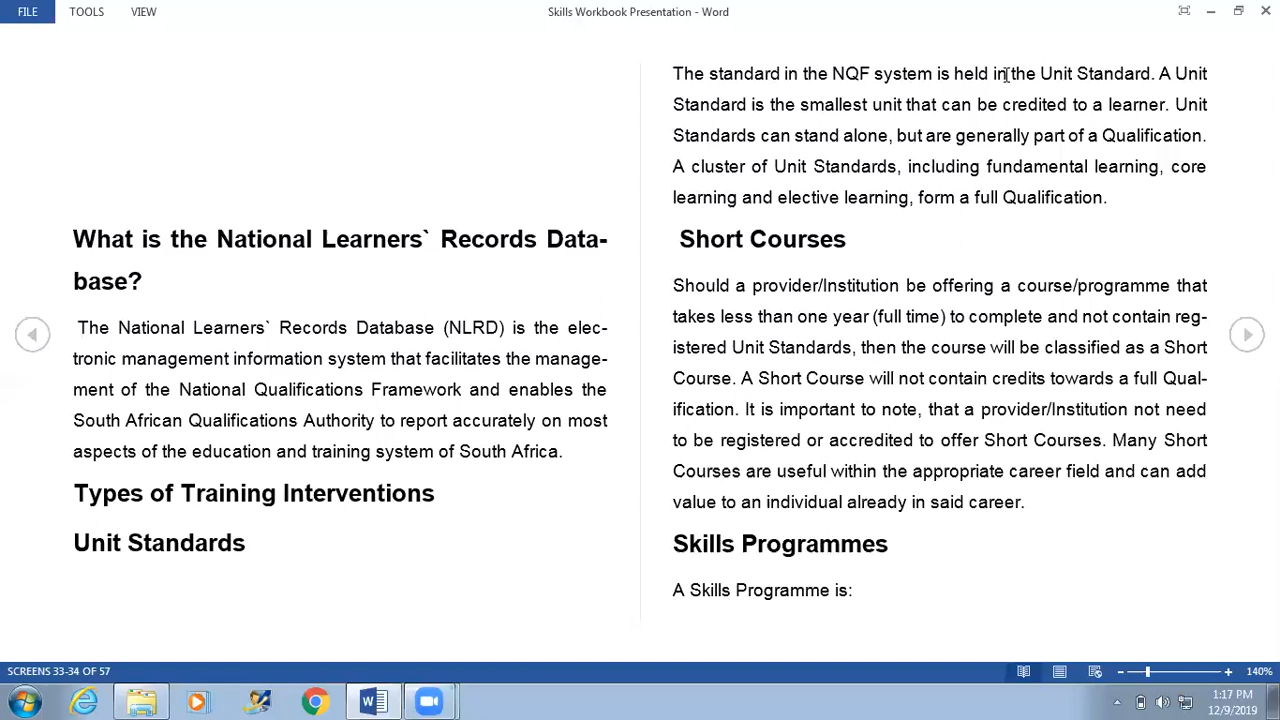 FILE TOOLS VIEW Skills Workbook Presentation - Word
What is the National Learners` Records Data-
base?
The National Learners` Records Database (NLRD) is the elec-
tronic management information system that facilitates the manage-
ment of the National Qualifications Framework and enables the
South African Qualifications Authority to report accurately on most
aspects of the education and training system of South Africa.
Types of Training Interventions
Unit Standards
The standard in the NQF system is held in the Unit Standard. A Unit
Standard is the smallest unit that can be credited to a learner. Unit
Standards can stand alone, but are generally part of a Qualification.
A cluster of Unit Standards, including fundamental learning, core
learning and elective learning, form a full Qualification.
Short Courses
Should a provider/Institution be offering a course/programme that
takes less than one year (full time) to complete and not contain reg-
istered Unit Standards, then the course will be classified as a Short
Course. A Short Course will not contain credits towards a full Qual-
ification. It is important to note, that a provider/Institution not need
to be registered or accredited to offer Short Courses. Many Short
Courses are useful within the appropriate career field and can add
value to an individual already in said career.
Skills Programmes
A Skills Programme is:
SCREENS 33-34 OF 57 140%
1:17 PM
12/9/2019